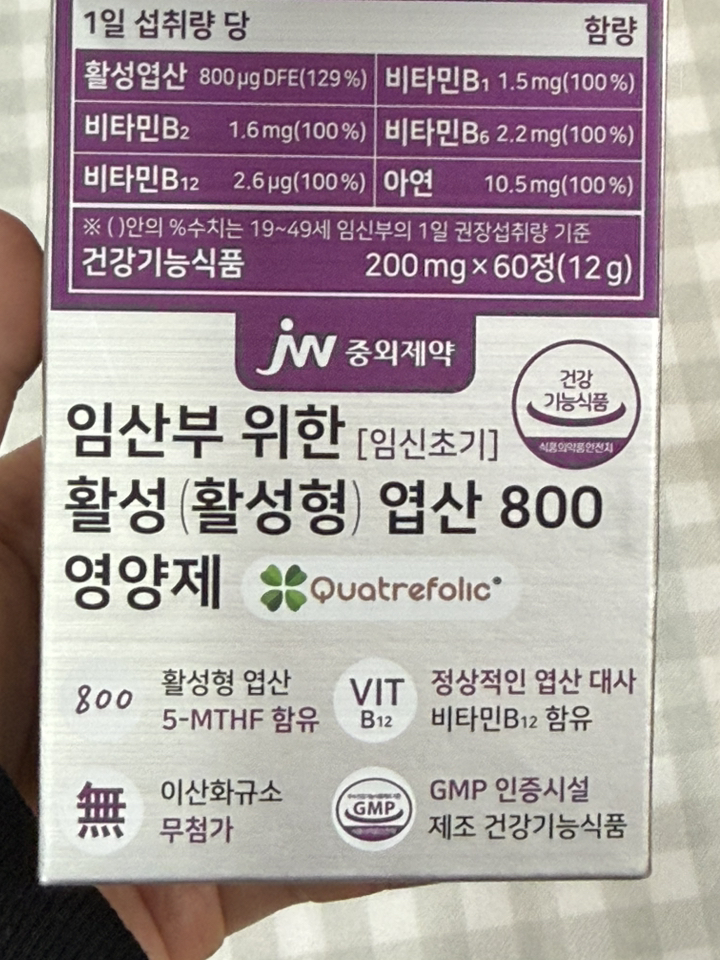 1일 섭취량 당 함량
활성엽산 800μg DFE(129%) 비타민B₁ 1.5mg(100%)
비타민B₂ 1.6mg(100%) 비타민B₆ 2.2mg(100%)
비타민B₁₂ 2.6μg(100%) 아연 10.5mg(100%)
※ ( )안의 %수치는 19~49세 임신부의 1일 권장섭취량 기준
건강기능식품 200mg×60정(12g)
jw 중외제약
건강
기능식품
식품의약품안전처
임산부 위한 [임신초기]
활성(활성형) 엽산 800
영양제 Quatrefolic®
800 활성형 엽산
5-MTHF 함유
VIT
B₁₂
정상적인 엽산 대사
비타민B₁₂ 함유
無 이산화규소
무첨가
GMP
GMP 인증시설
제조 건강기능식품